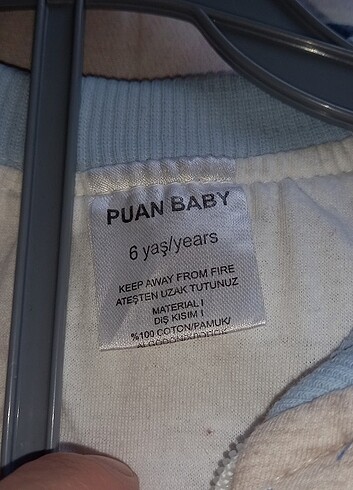 PUAN BABY
6 yaş/years
KEEP AWAY FROM FIRE
ATEŞTEN UZAK TUTUNUZ
MATERIAL I
DIŞ KISIM I
%100 COTON/PAMUK/